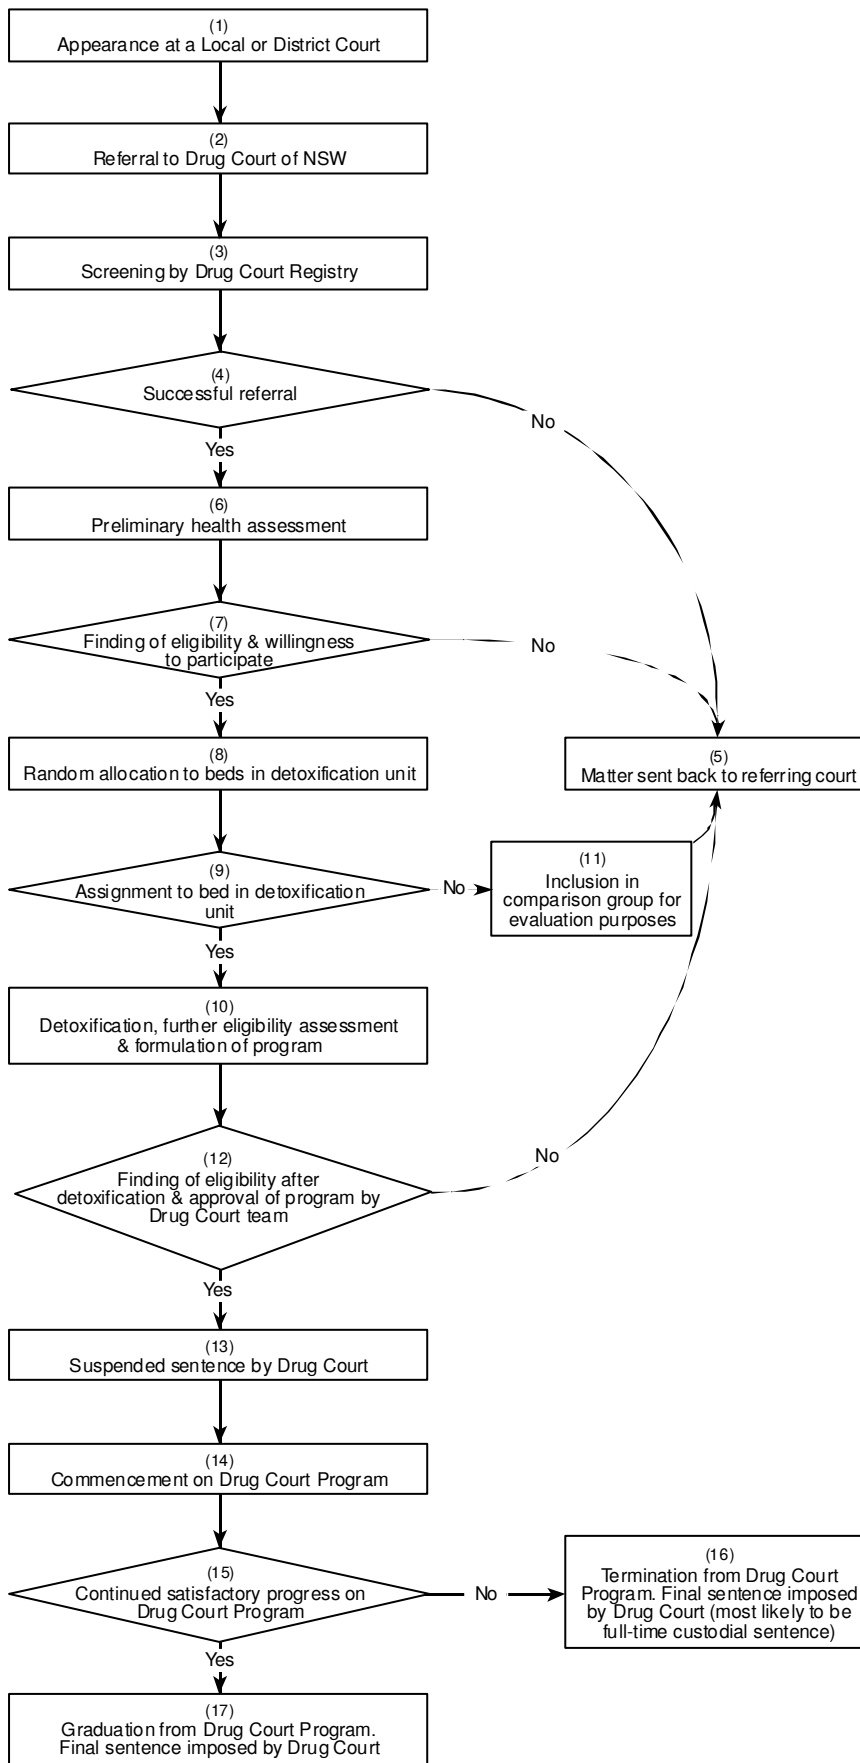 (1)
Appearance at a Local or District Court
(2)
Referral to Drug Court of NSW
(3)
Screening by Drug Court Registry
(4)
Successful referral
No
Yes
(6)
Preliminary health assessment
(7)
Finding of eligibility & willingness
to participate
No
Yes
(8)
Random allocation to beds in detoxification unit
(5)
Matter sent back to referring court
(9)
Assignment to bed in detoxification
unit
No
(11)
Inclusion in
comparison group for
evaluation purposes
Yes
(10)
Detoxification, further eligibility assessment
& formulation of program
(12)
Finding of eligibility after
detoxification & approval of program by
Drug Court team
No
Yes
(13)
Suspended sentence by Drug Court
(14)
Commencement on Drug Court Program
(15)
Continued satisfactory progress on
Drug Court Program
No
(16)
Termination from Drug Court
Program. Final sentence imposed
by Drug Court (most likely to be
full-time custodial sentence)
Yes
(17)
Graduation from Drug Court Program.
Final sentence imposed by Drug Court